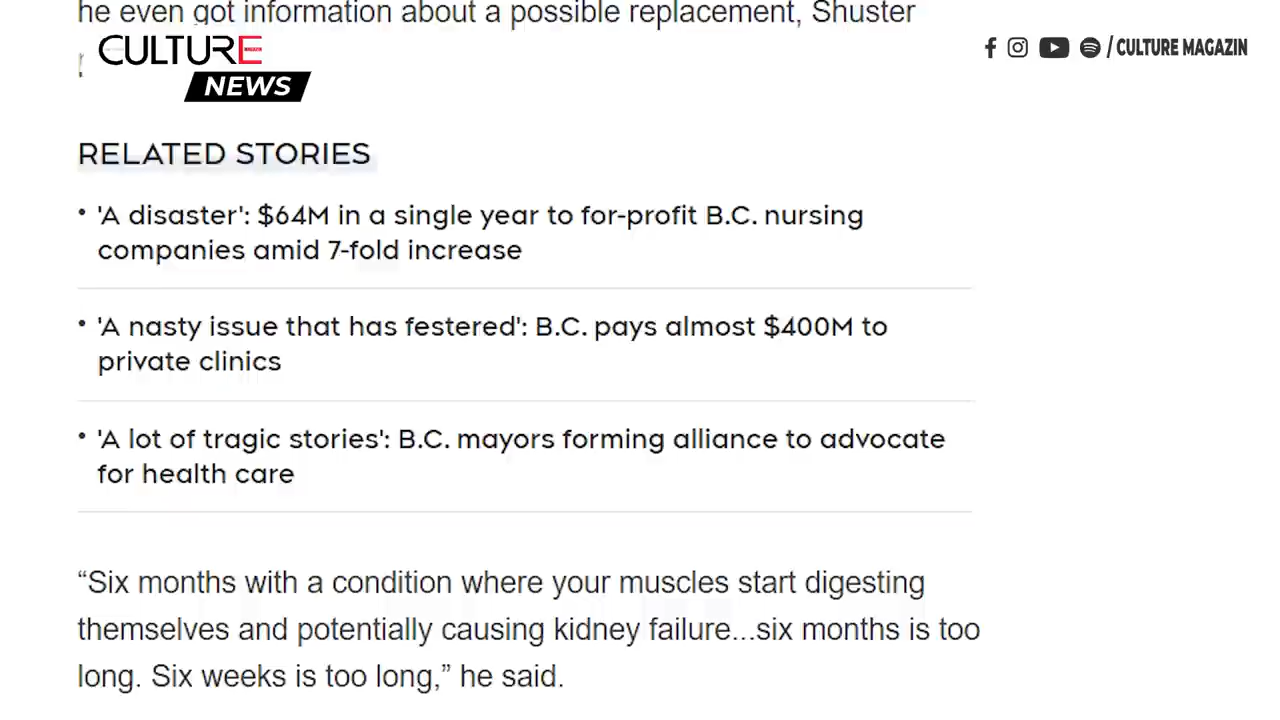 he even got information about a possible replacement, Shuster
CULTURE
NEWS
/ CULTURE MAGAZIN
RELATED STORIES
• 'A disaster': $64M in a single year to for-profit B.C. nursing
companies amid 7-fold increase
• 'A nasty issue that has festered': B.C. pays almost $400M to
private clinics
• 'A lot of tragic stories': B.C. mayors forming alliance to advocate
for health care
“Six months with a condition where your muscles start digesting
themselves and potentially causing kidney failure...six months is too
long. Six weeks is too long,” he said.